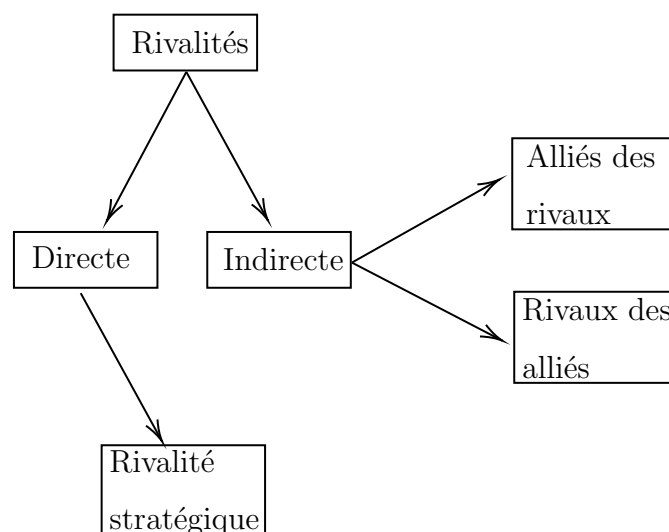 Rivalités
Directe
Indirecte
Alliés des
rivaux
Rivaux des
alliés
Rivalité
stratégique